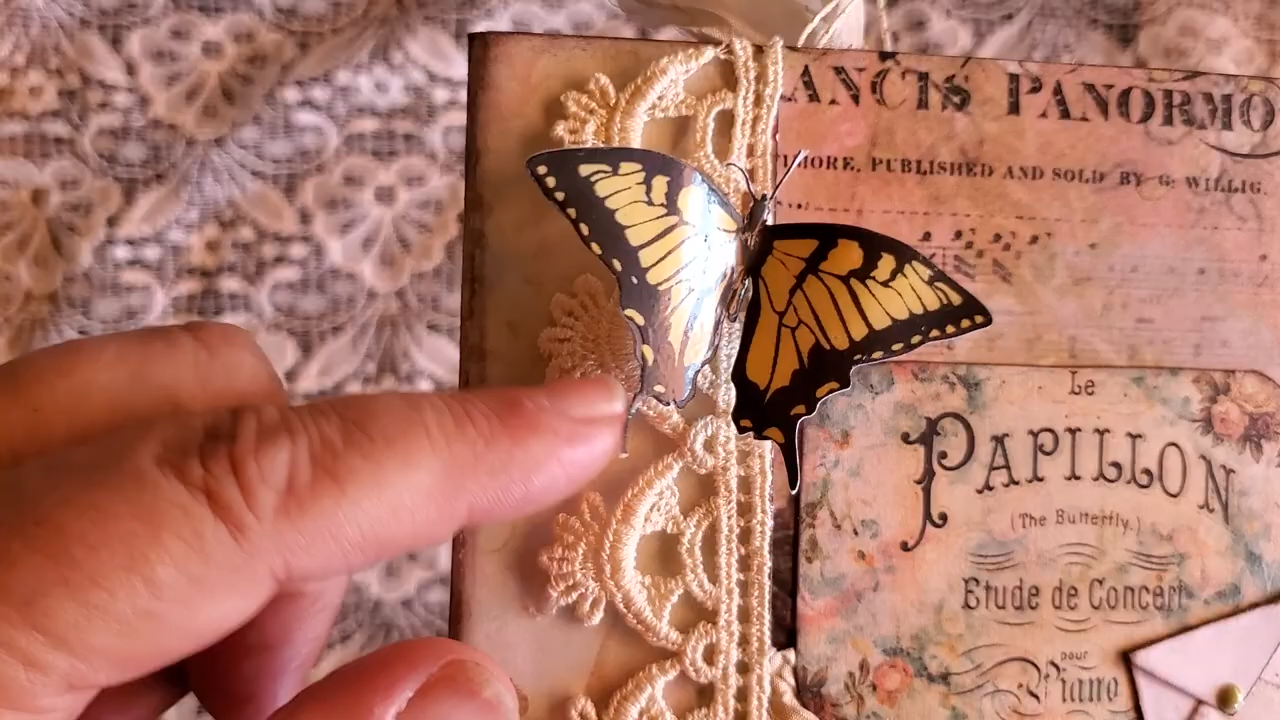 ANCIS PANORMO
IMORE, PUBLISHED AND SOLD BY G. WILLIG.
Le
PAPILLON
(The Butterfly.)
Etude de Concert
pour
Piano